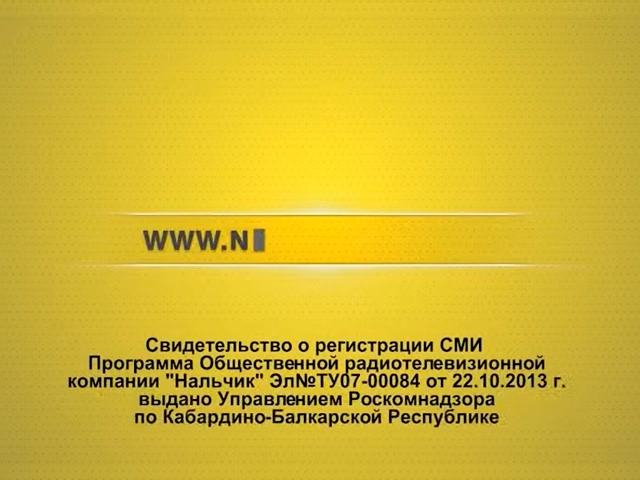 WWW.N
Свидетельство о регистрации СМИ
Программа Общественной радиотелевизионной
компании "Нальчик" Эл№ТУ07-00084 от 22.10.2013 г.
выдано Управлением Роскомнадзора
по Кабардино-Балкарской Республике